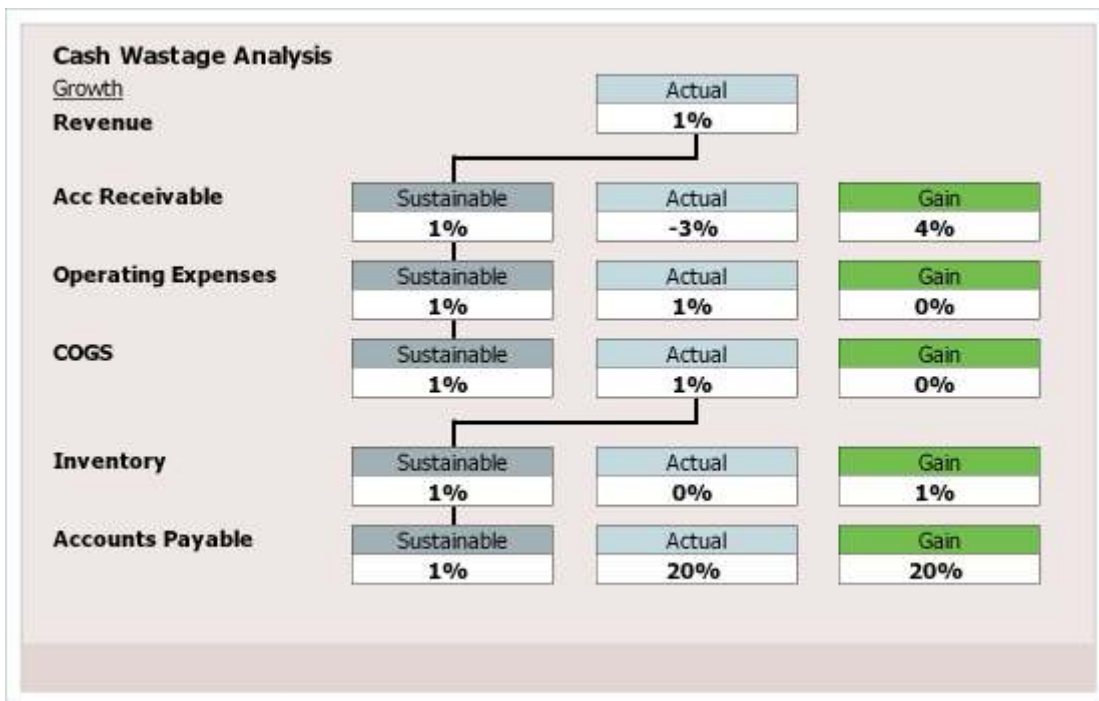 Cash Wastage Analysis
Growth
Actual
Revenue
1%
Acc Receivable
Sustainable
Actual
Gain
1%
-3%
4%
Operating Expenses
Sustainable
Actual
Gain
1%
1%
0%
COGS
Sustainable
Actual
Gain
1%
1%
0%
Inventory
Sustainable
Actual
Gain
1%
0%
1%
Accounts Payable
Sustainable
Actual
Gain
1%
20%
20%